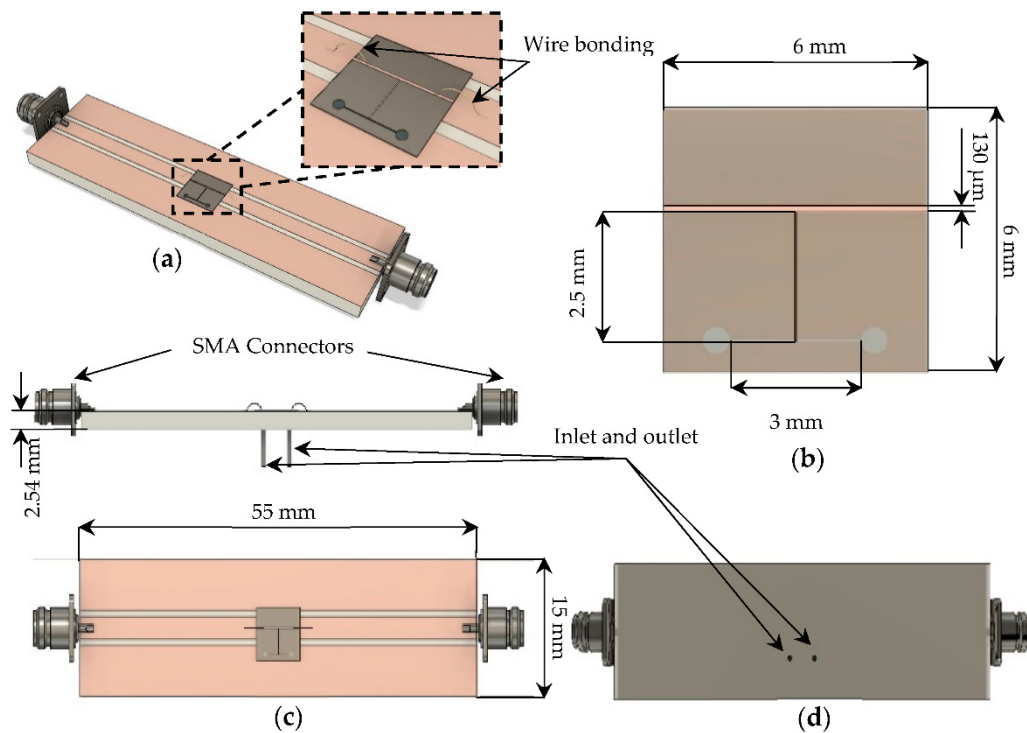 Wire bonding
(a)
6 mm
130 µm
6 mm
2.5 mm
3 mm
(b)
SMA Connectors
2.54 mm
Inlet and outlet
55 mm
15 mm
(c)
(d)